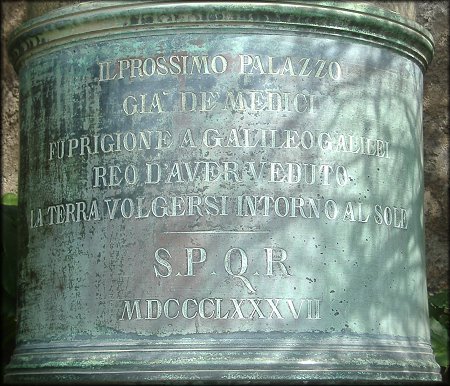 IL PROSSIMO PALAZZO
GIA' DE' MEDICI
FU PRIGIONE A GALILEO GALILEI
REO D'AVER VEDUTO
LA TERRA VOLGERSI INTORNO AL SOLE
S.P.Q.R
MDCCCLXXXVII